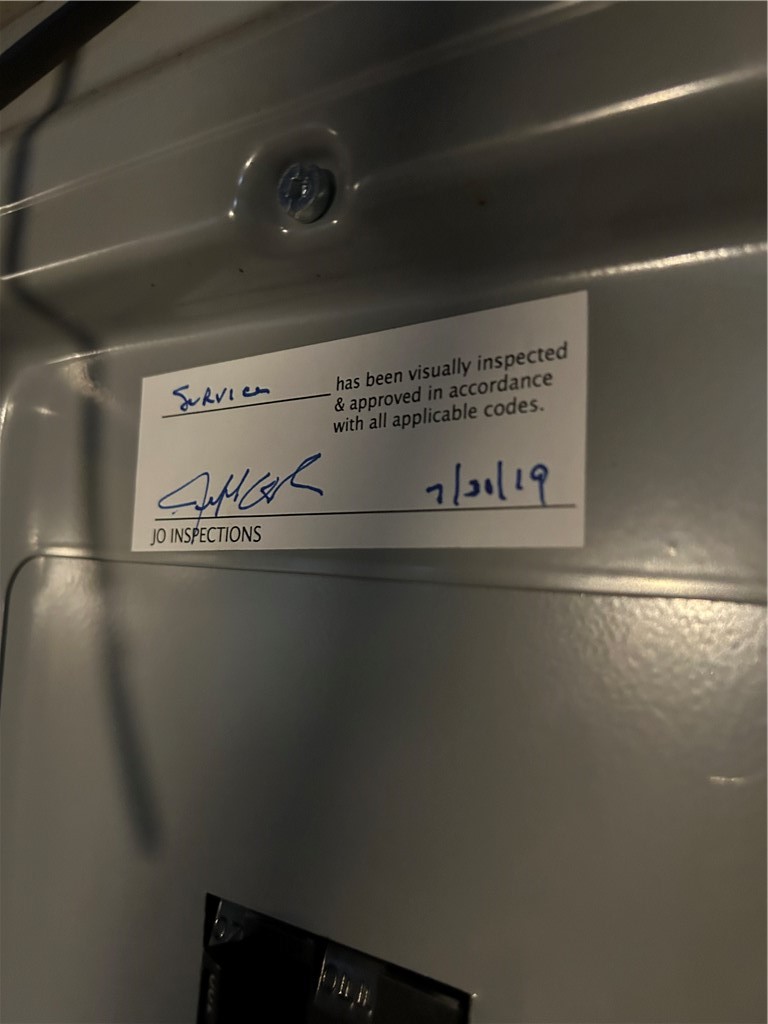 Service has been visually inspected
& approved in accordance
with all applicable codes.
7/31/19
JO INSPECTIONS